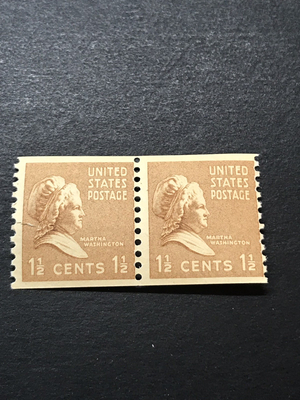 UNITED
STATES
POSTAGE
MARTHA
WASHINGTON
1½ CENTS 1½
UNITED
STATES
POSTAGE
MARTHA
WASHINGTON
1½ CENTS 1½